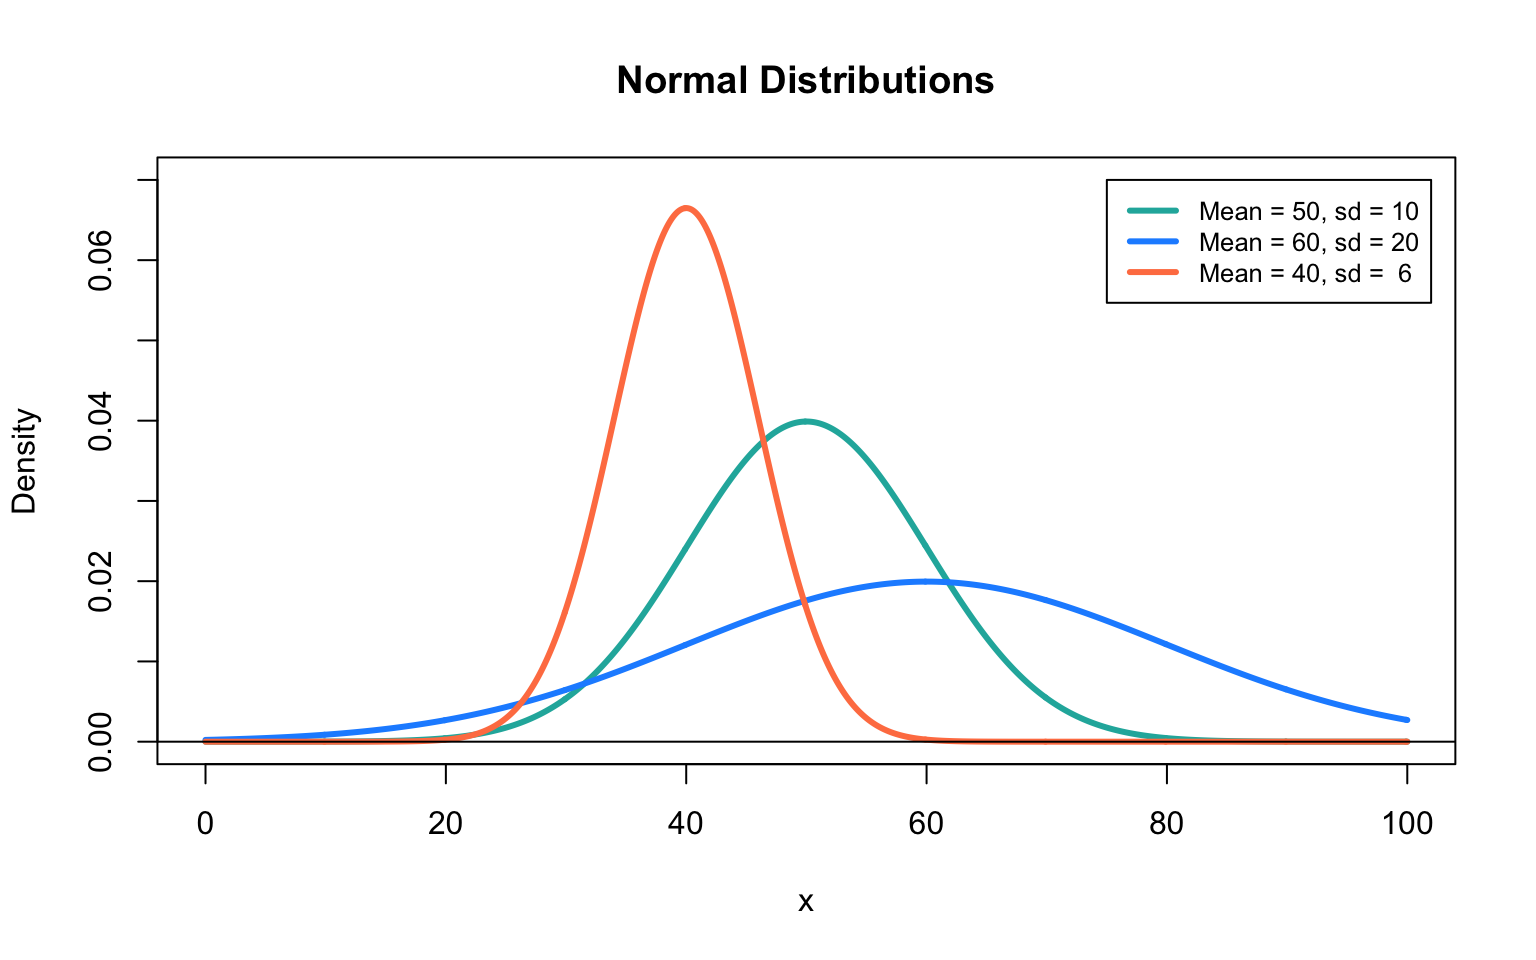 Normal Distributions
Mean = 50, sd = 10
Mean = 60, sd = 20
Mean = 40, sd =  6
Density
0.06
0.04
0.02
0.00
0 20 40 60 80 100
x